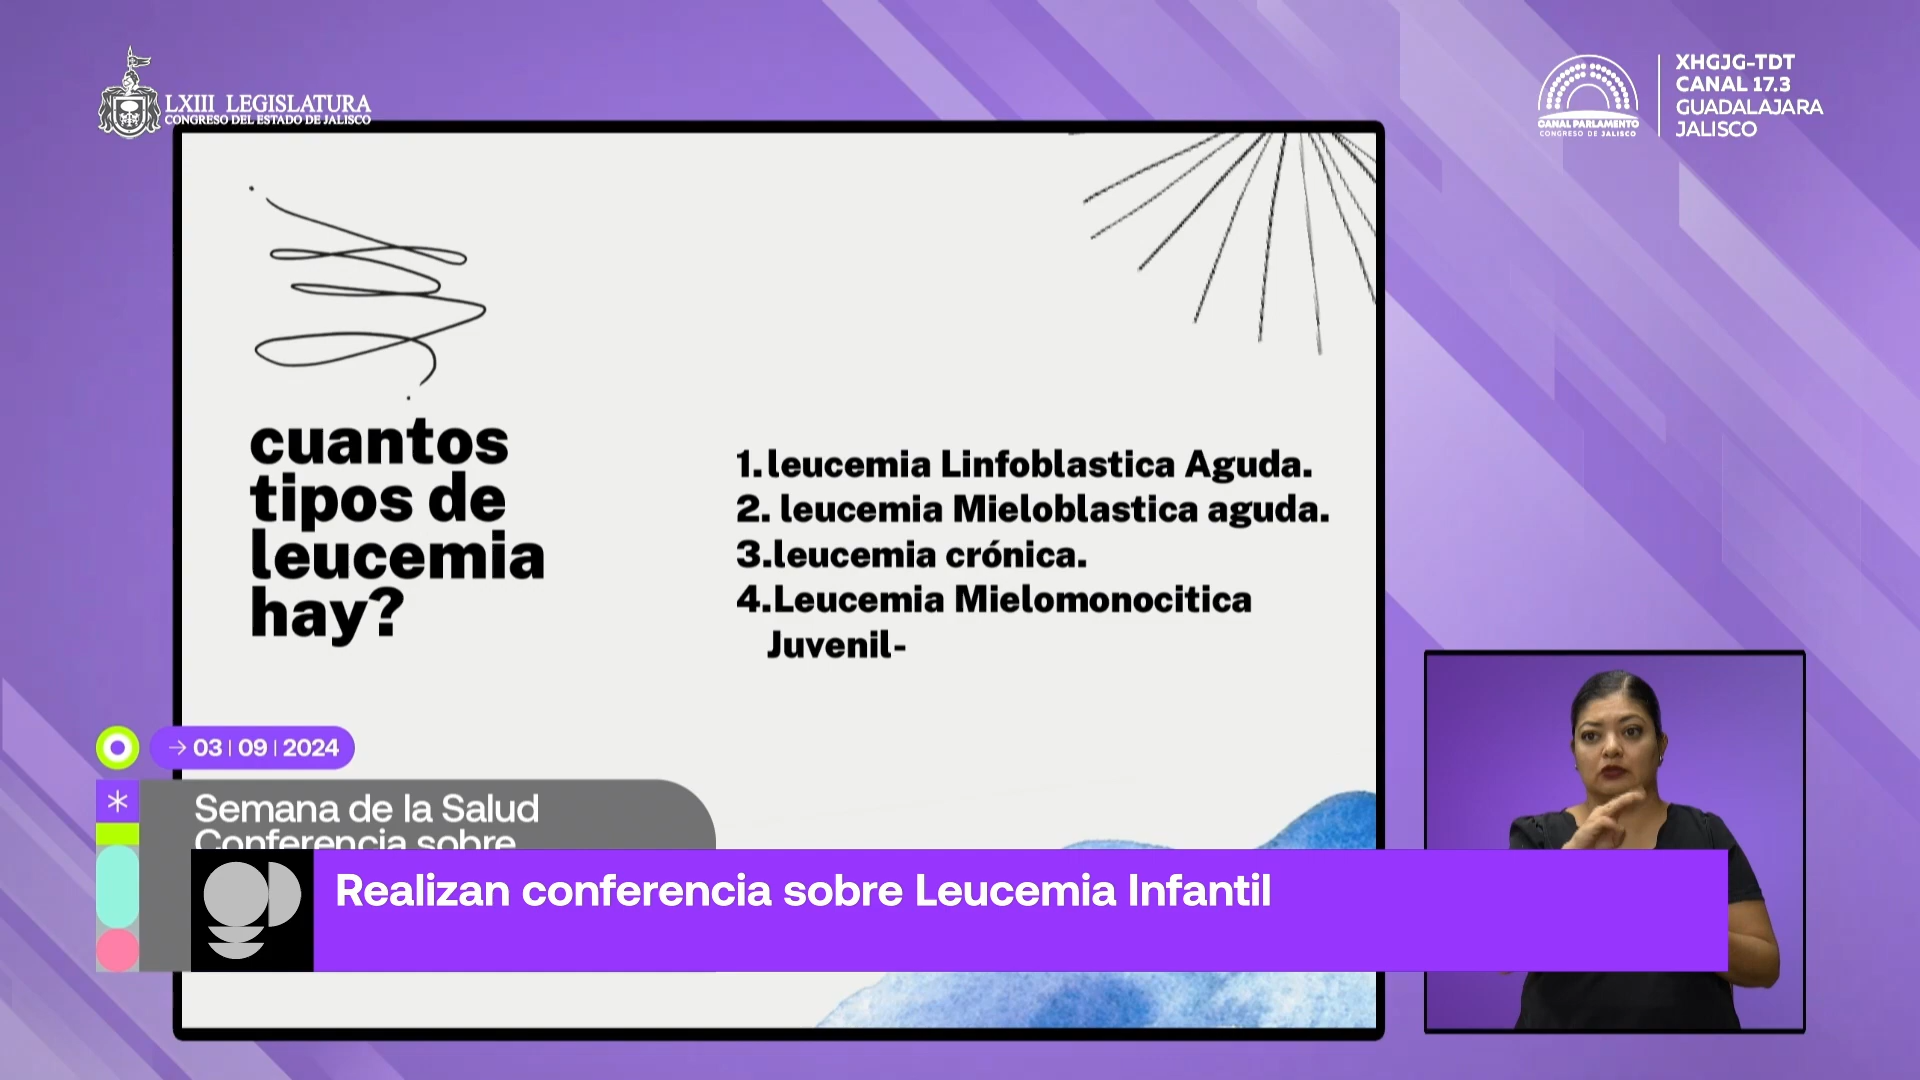 LXIII LEGISLATURA
CONGRESO DEL ESTADO DE JALISCO
CANAL PARLAMENTO
CONGRESO DE JALISCO
XHGJG-TDT
CANAL 17.3
GUADALAJARA
JALISCO
cuantos
tipos de
leucemia
hay?
1.leucemia Linfoblastica Aguda.
2. leucemia Mieloblastica aguda.
3.leucemia crónica.
4.Leucemia Mielomonocitica
Juvenil-
→ 03 | 09 | 2024
Semana de la Salud
Conferencia sobre
Realizan conferencia sobre Leucemia Infantil